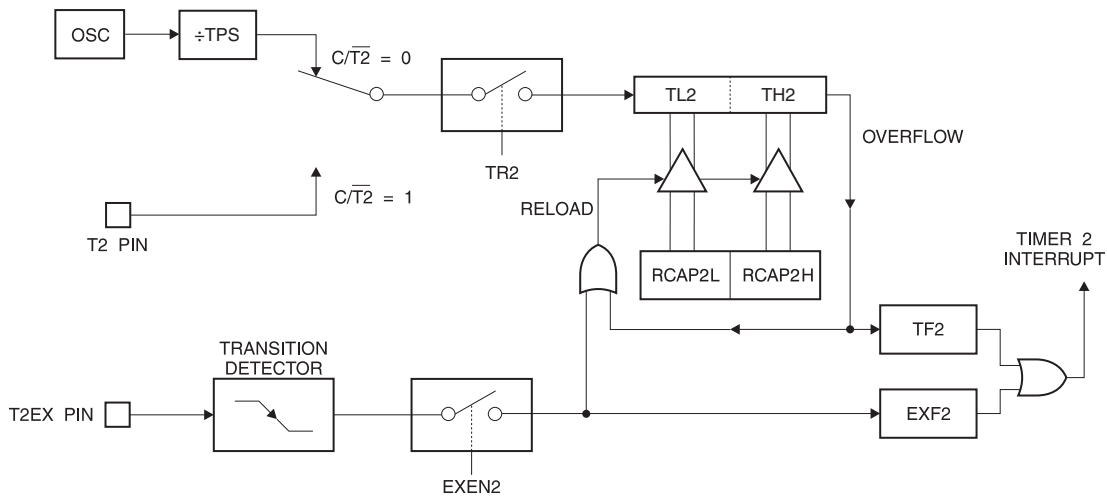 OSC
÷TPS
C/T2 = 0
TL2
TH2
OVERFLOW
TR2
C/T2 = 1
T2 PIN
RELOAD
RCAP2L
RCAP2H
TIMER 2
INTERRUPT
TF2
TRANSITION
DETECTOR
T2EX PIN
EXF2
EXEN2